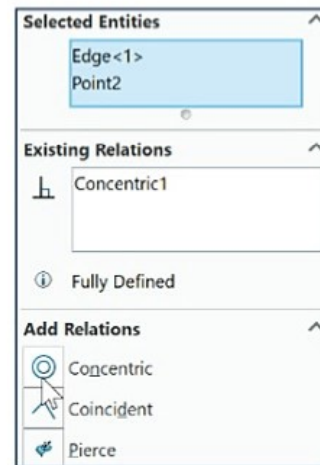 Selected Entities
Edge<1>
Point2
Existing Relations
Concentric1
Fully Defined
Add Relations
Concentric
Coincident
Pierce